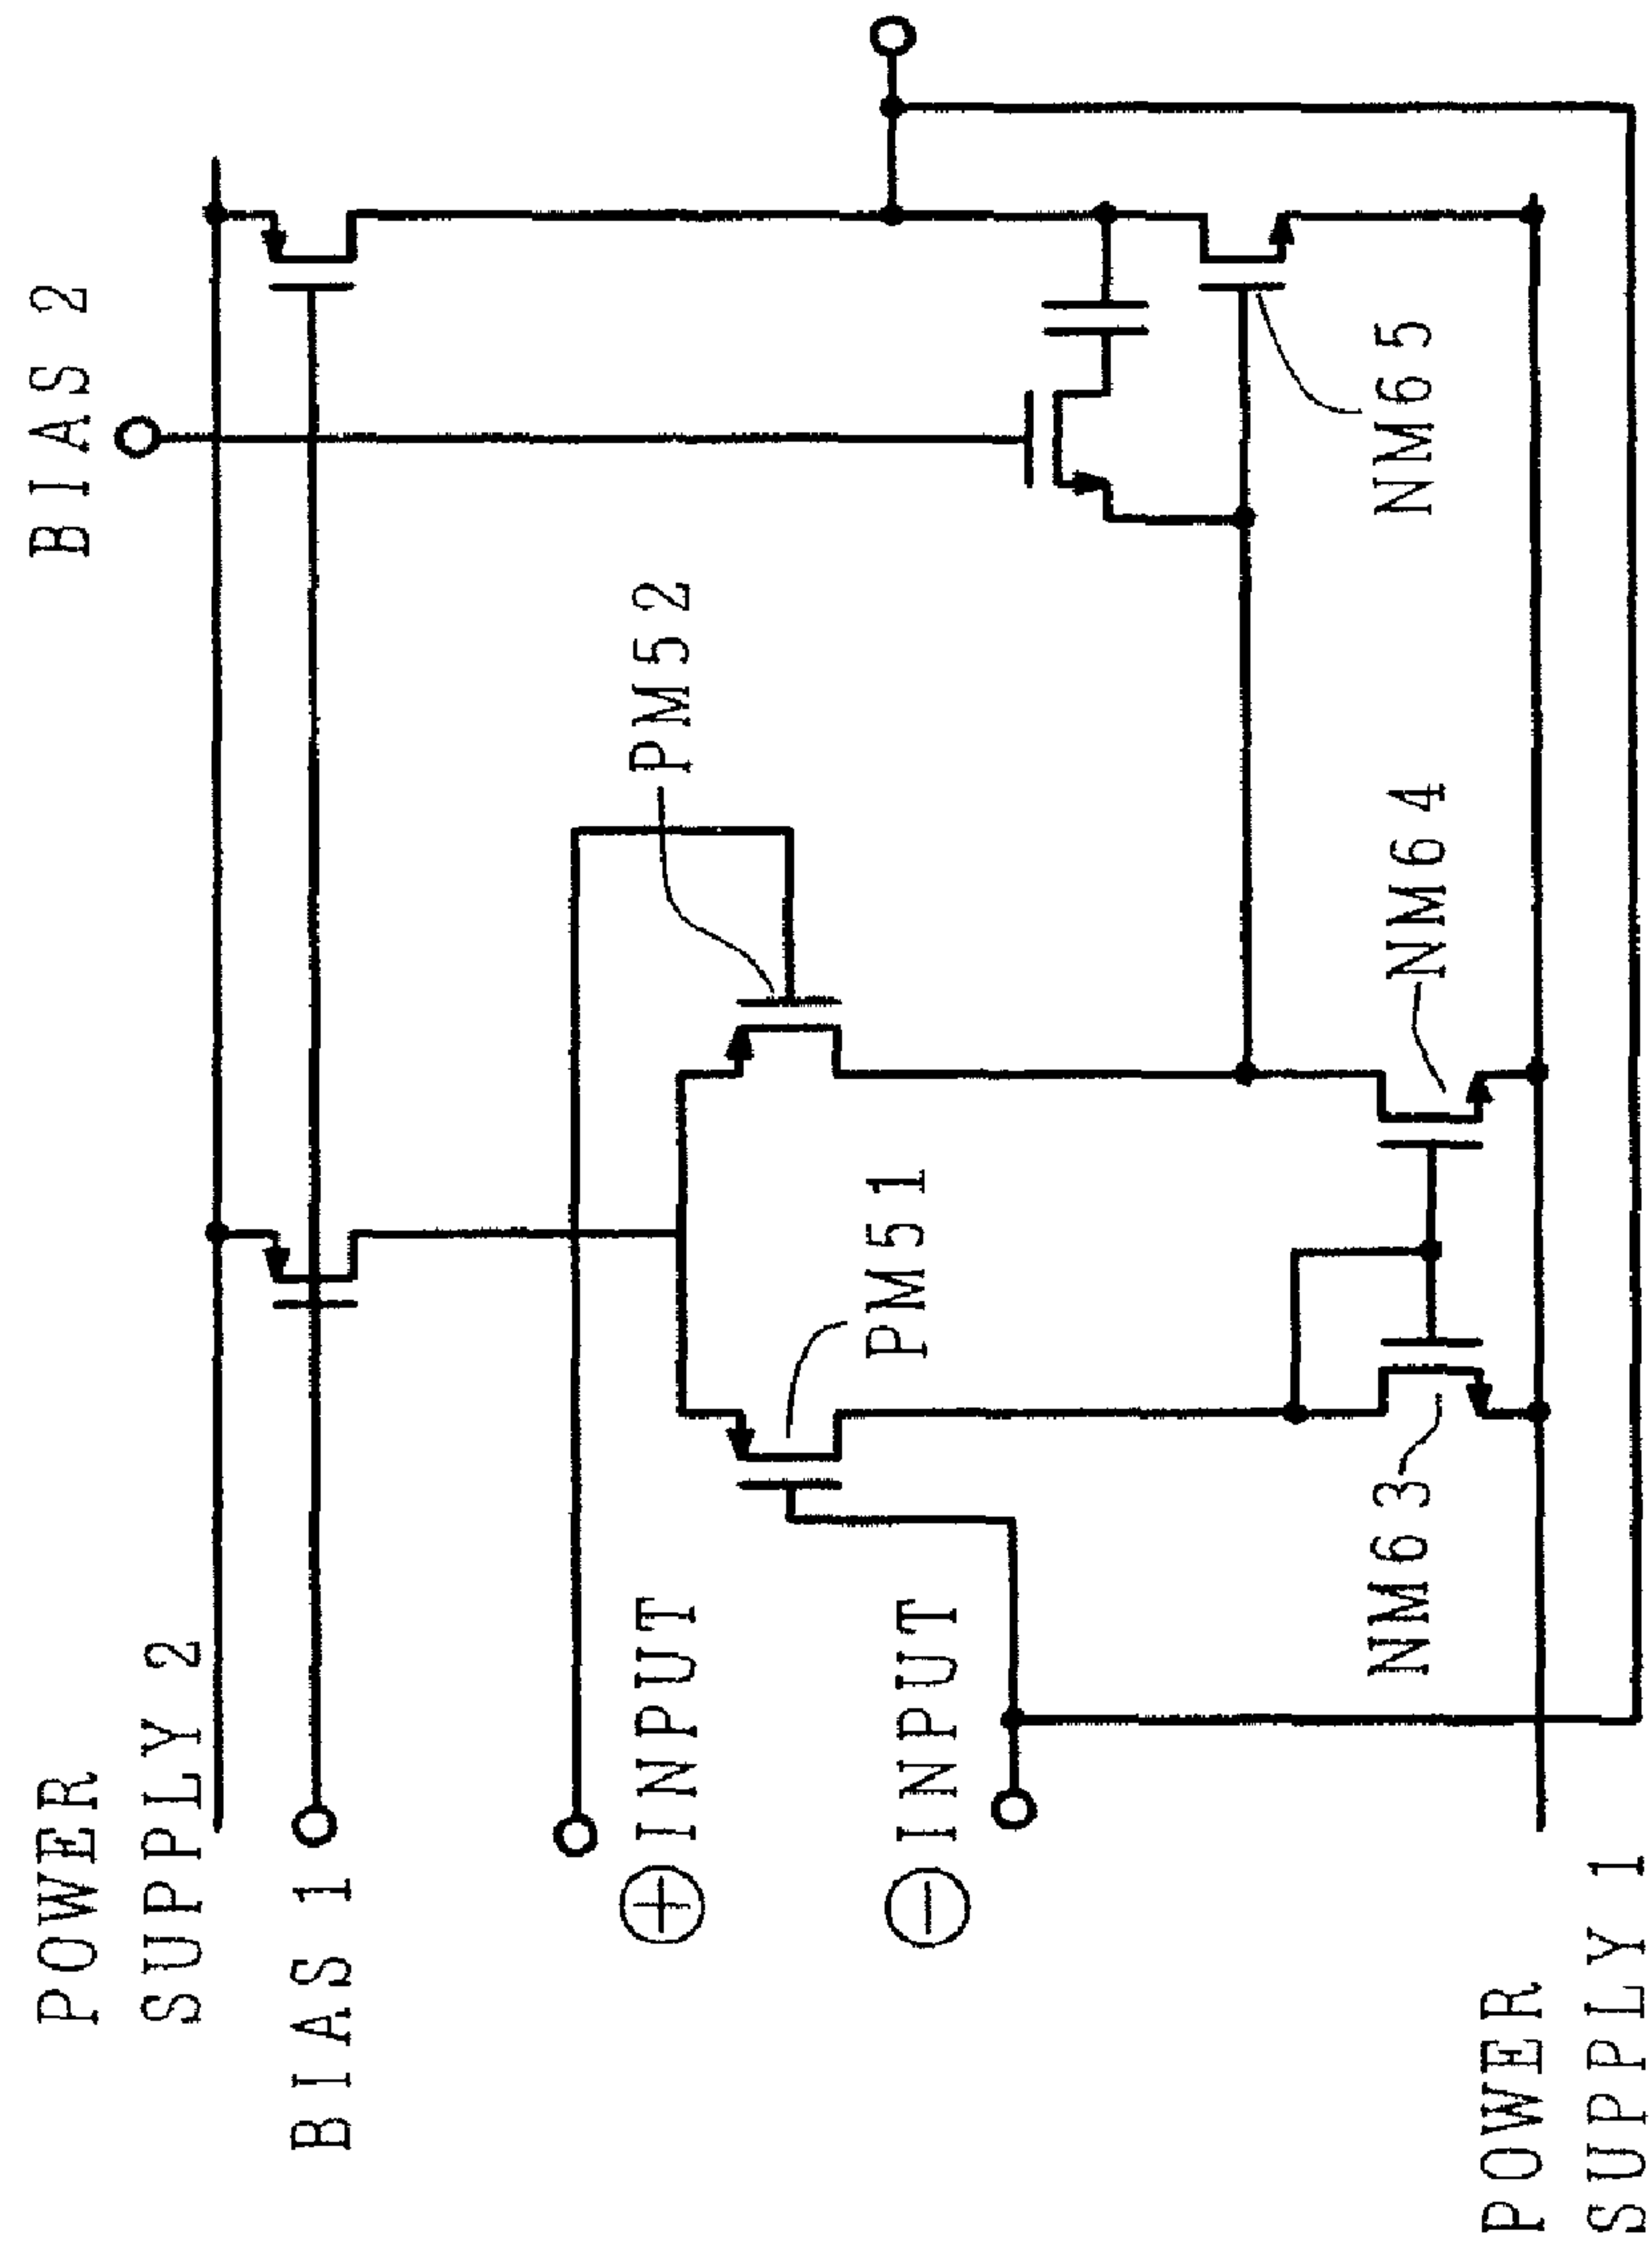 POWER
SUPPLY 2
BIAS 1
BIAS 2
⊕INPUT
⊖INPUT
PM51
PM52
NM63
NM64
NM65
POWER
SUPPLY 1